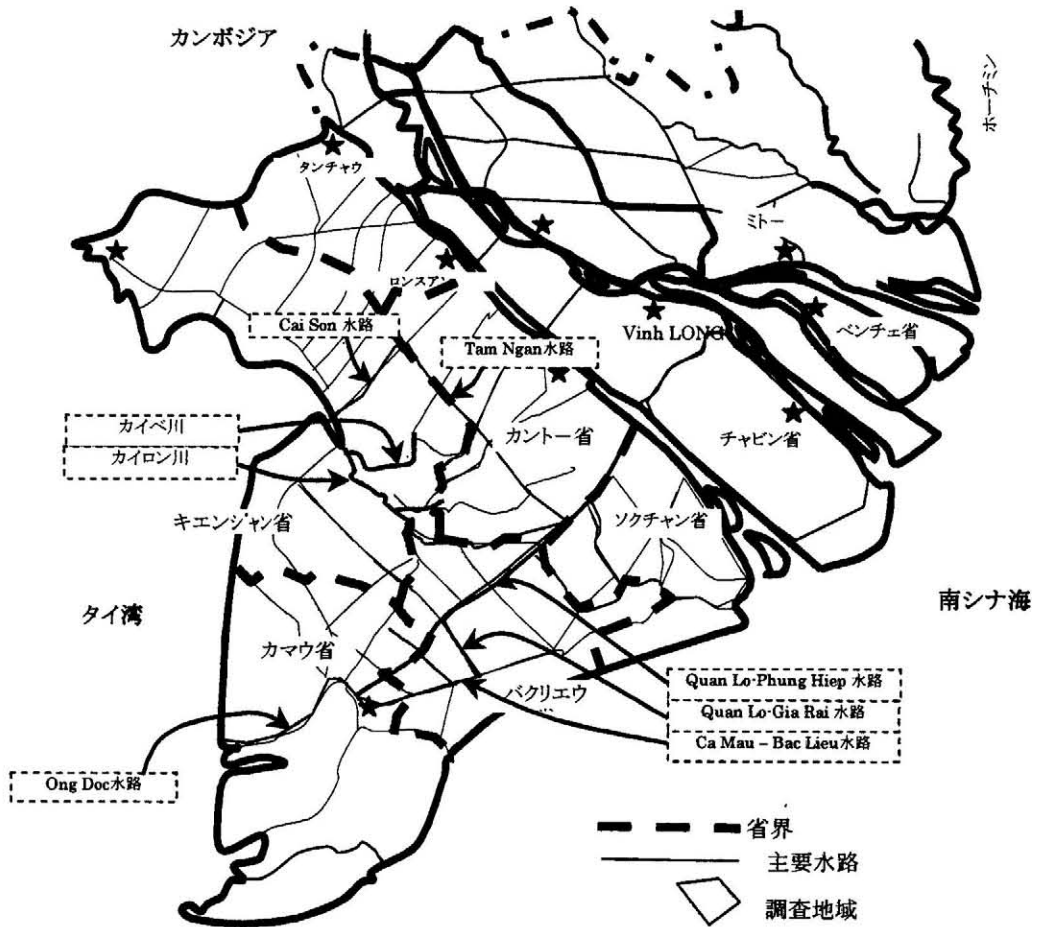 カンボジア
ホーチミン
タンチャウ
ミトー
ロンスアン
Cai Son 水路
Tam Ngan水路
Vinh LONG
ベンチェ省
カイベ川
カイロン川
カントー省
チャビン省
キエンジャン省
ソクチャン省
タイ湾
南シナ海
カマウ省
バクリエウ
Quan Lo-Phung Hiep 水路
Quan Lo-Gia Rai 水路
Ca Mau – Bac Lieu水路
Ong Doc水路
省界
主要水路
調査地域